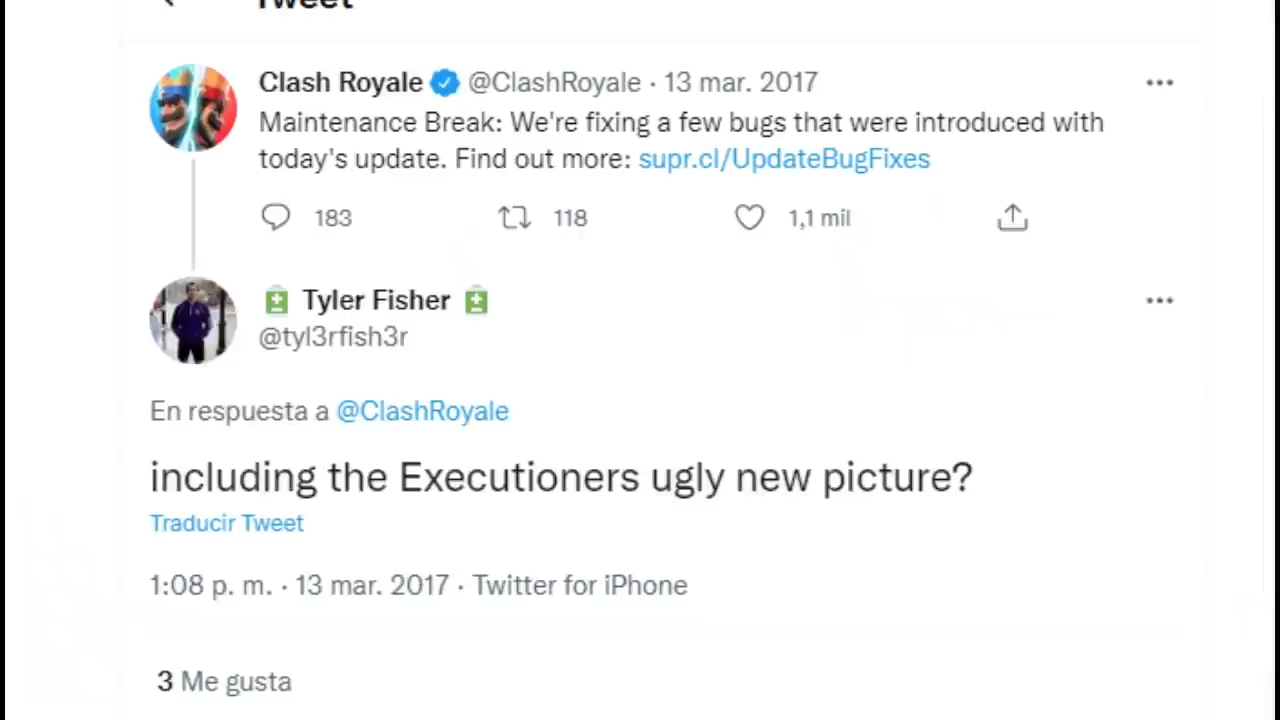 Tweet
Clash Royale @ClashRoyale · 13 mar. 2017
Maintenance Break: We're fixing a few bugs that were introduced with
today's update. Find out more: supr.cl/UpdateBugFixes
183 118 1,1 mil
Tyler Fisher
@tyl3rfish3r
En respuesta a @ClashRoyale
including the Executioners ugly new picture?
Traducir Tweet
1:08 p. m. · 13 mar. 2017 · Twitter for iPhone
3 Me gusta